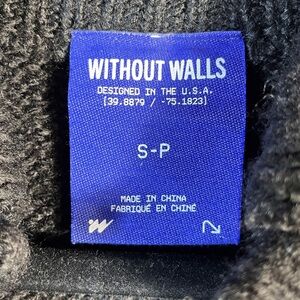 WITHOUT WALLS
DESIGNED IN THE U.S.A.
[39.8879 / -75.1823]
S-P
MADE IN CHINA
FABRIQUÉ EN CHINE